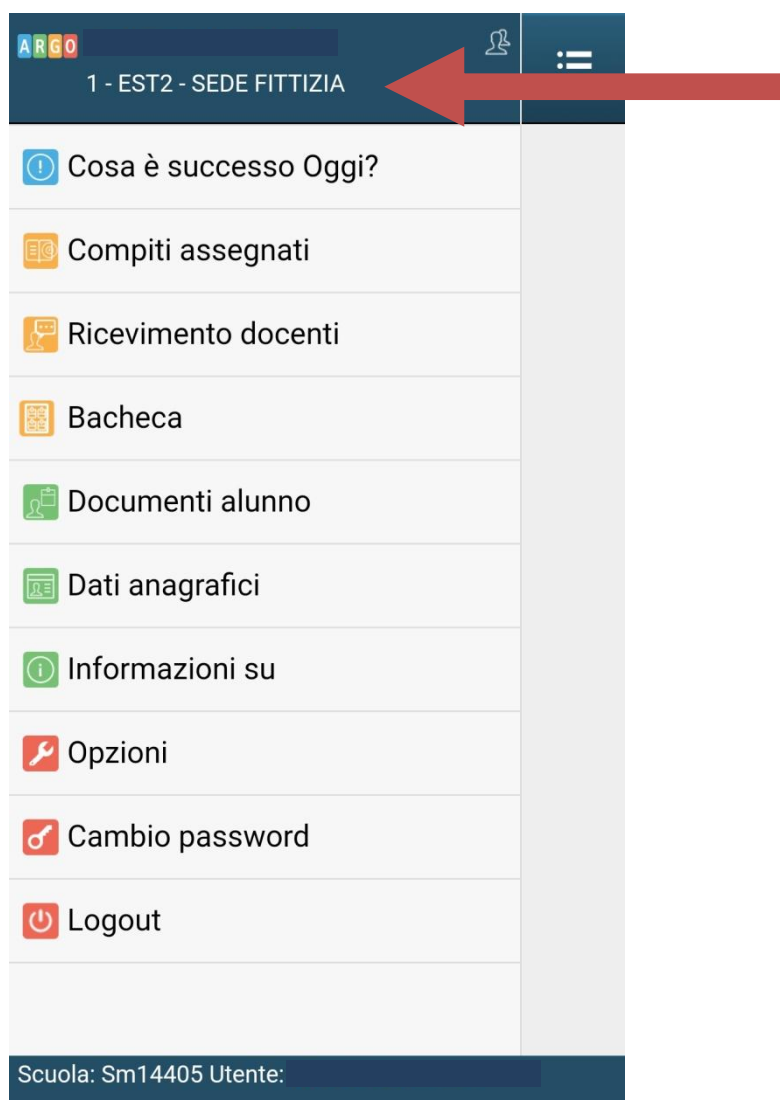 ARGO
1 - EST2 - SEDE FITTIZIA
Cosa è successo Oggi?
Compiti assegnati
Ricevimento docenti
Bacheca
Documenti alunno
Dati anagrafici
Informazioni su
Opzioni
Cambio password
Logout
Scuola: Sm14405 Utente: